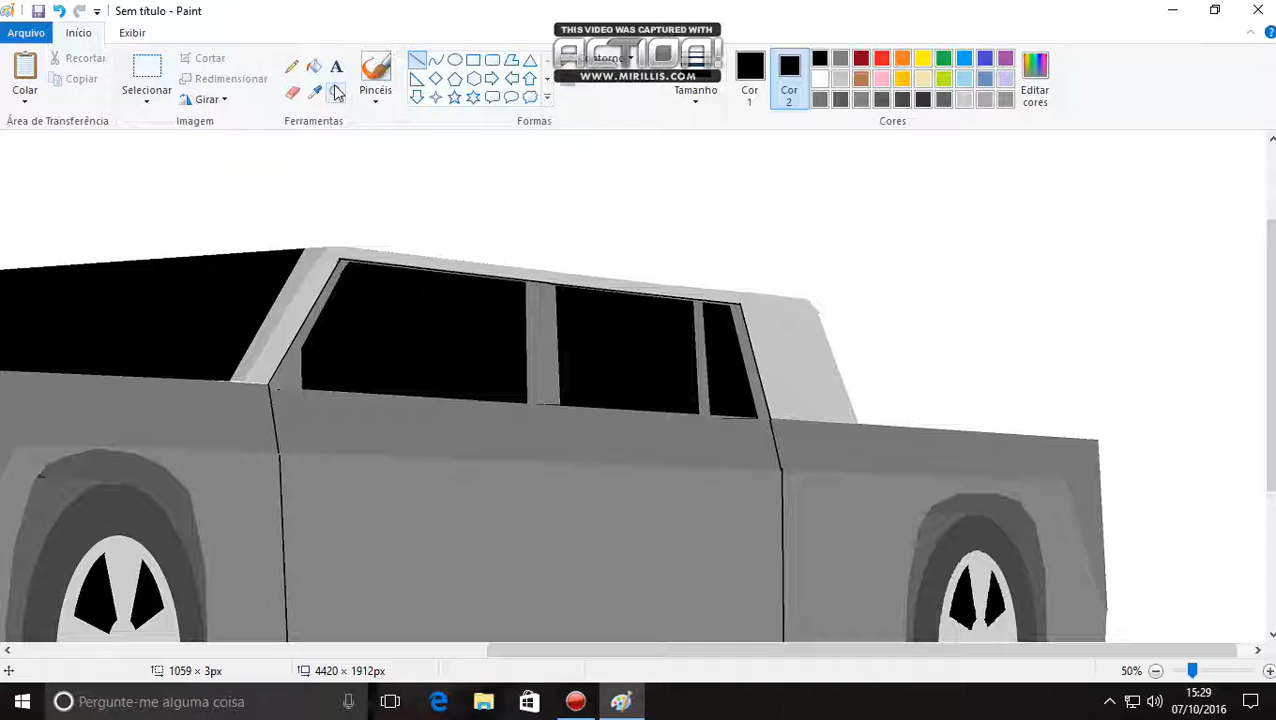 Sem título - Paint
Arquivo
Início
Exibir
THIS VIDEO WAS CAPTURED WITH
ACTION!
WWW.MIRILLIS.COM
Colar
Recortar
Copiar
Área de Transferência
Selecionar
Cortar
Redimensionar
Girar
Imagem
A
Ferramentas
Pincéis
Formas
Contorno
Tamanho
Cor
1
Cor
2
Cores
Editar
cores
1059 × 3px
4420 × 1912px
50%
Pergunte-me alguma coisa
15:29
07/10/2016